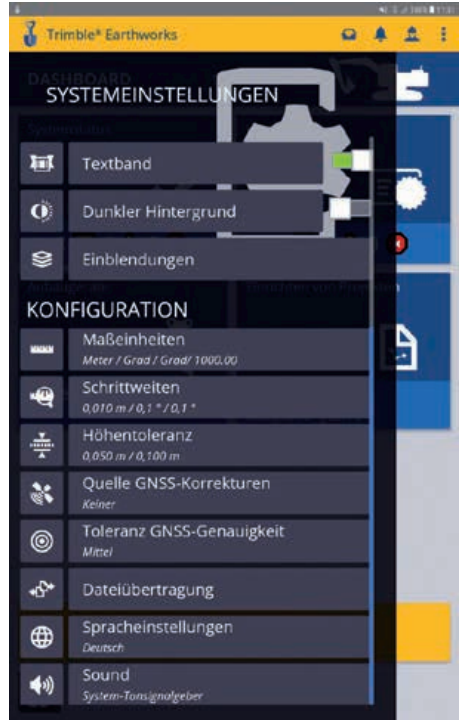 Trimble® Earthworks
DASHBOARD
SYSTEMEINSTELLUNGEN
Textband
Dunkler Hintergrund
Einblendungen
KONFIGURATION
Maßeinheiten
Meter / Grad / Grad/ 1000.00
Schrittweiten
0,010 m / 0,1 ° / 0,1 °
Höhentoleranz
0,050 m / 0,100 m
Quelle GNSS-Korrekturen
Keiner
Toleranz GNSS-Genauigkeit
Mittel
Dateiübertragung
Spracheinstellungen
Deutsch
Sound
System-Tonsignalgeber